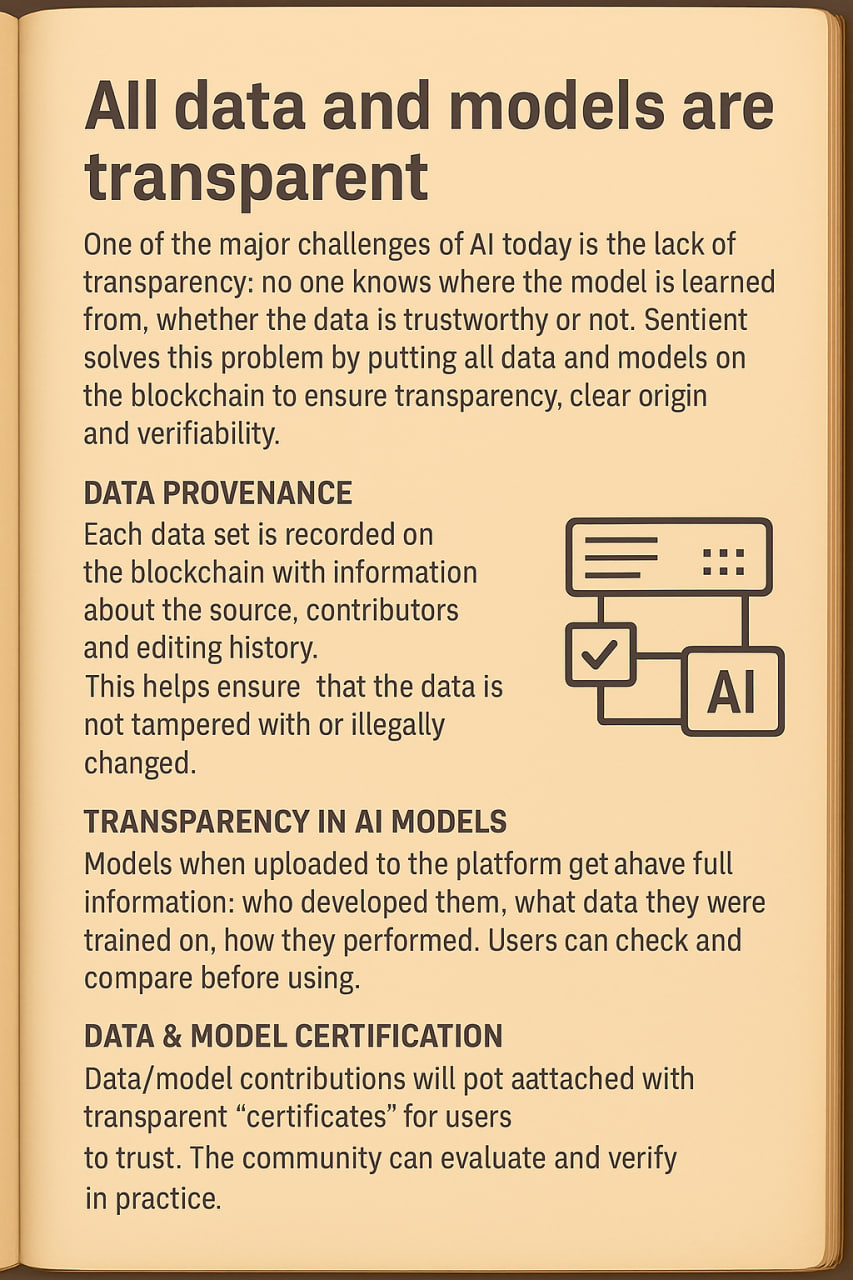 All data and models are
transparent
One of the major challenges of AI today is the lack of
transparency: no one knows where the model is learned
from, whether the data is trustworthy or not. Sentient
solves this problem by putting all data and models on
the blockchain to ensure transparency, clear origin
and verifiability.
DATA PROVENANCE
Each data set is recorded on
the blockchain with information
about the source, contributors
and editing history.
This helps ensure  that the data is
not tampered with or illegally
changed.
AI
TRANSPARENCY IN AI MODELS
Models when uploaded to the platform get ahave full
information: who developed them, what data they were
trained on, how they performed. Users can check and
compare before using.
DATA & MODEL CERTIFICATION
Data/model contributions will pot aattached with
transparent “certificates” for users
to trust. The community can evaluate and verify
in practice.